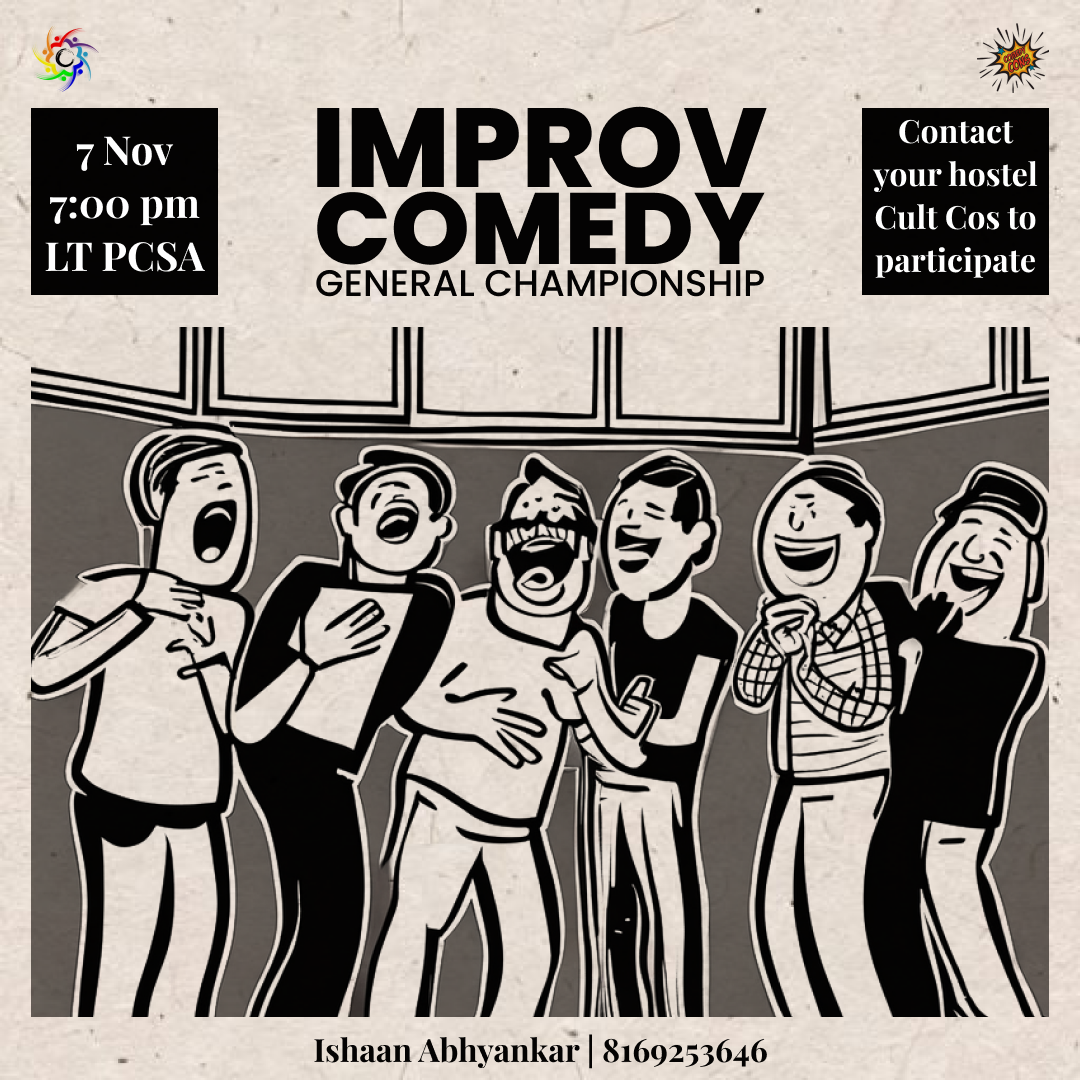 C
7 Nov
7:00 pm
LT PCSA
IMPROV
COMEDY
GENERAL CHAMPIONSHIP
Contact
your hostel
Cult Cos to
participate
Ishaan Abhyankar | 8169253646